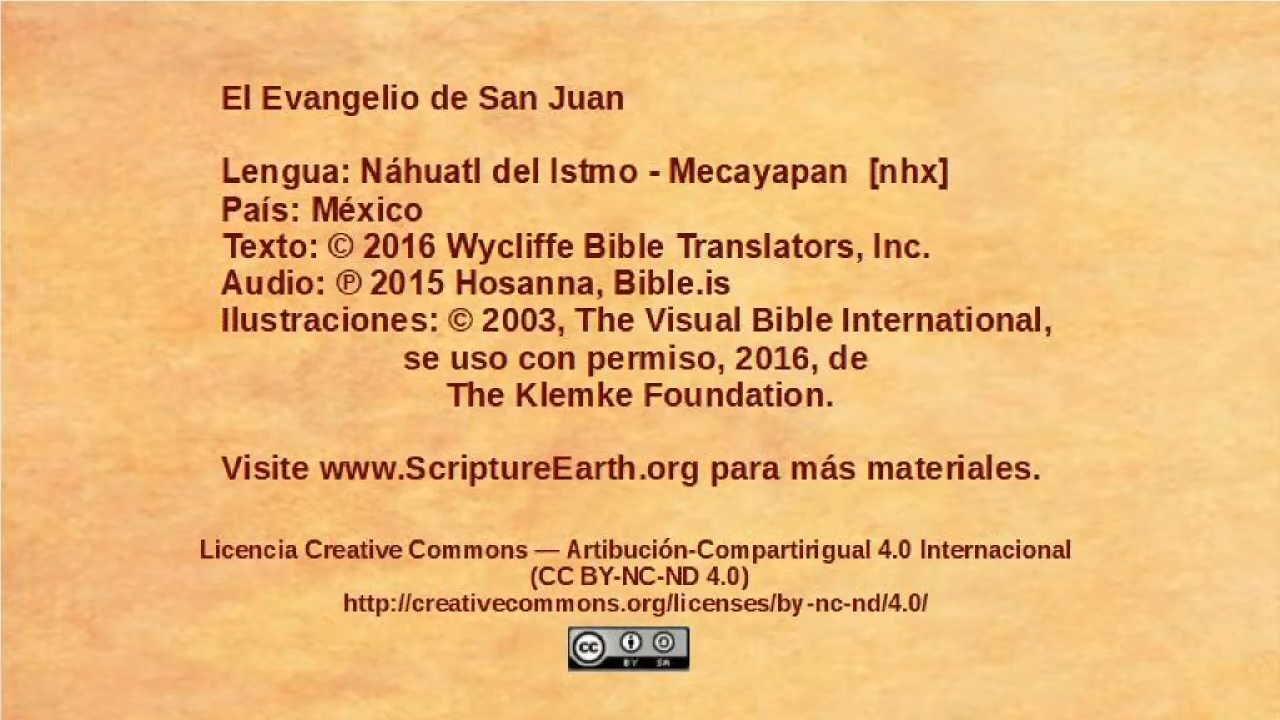 El Evangelio de San Juan
Lengua: Náhuatl del Istmo - Mecayapan [nhx]
País: México
Texto: © 2016 Wycliffe Bible Translators, Inc.
Audio: ℗ 2015 Hosanna, Bible.is
Ilustraciones: © 2003, The Visual Bible International,
se uso con permiso, 2016, de
The Klemke Foundation.
Visite www.ScriptureEarth.org para más materiales.
Licencia Creative Commons — Artibución-Compartirigual 4.0 Internacional
(CC BY-NC-ND 4.0)
http://creativecommons.org/licenses/by-nc-nd/4.0/
cc BY SA